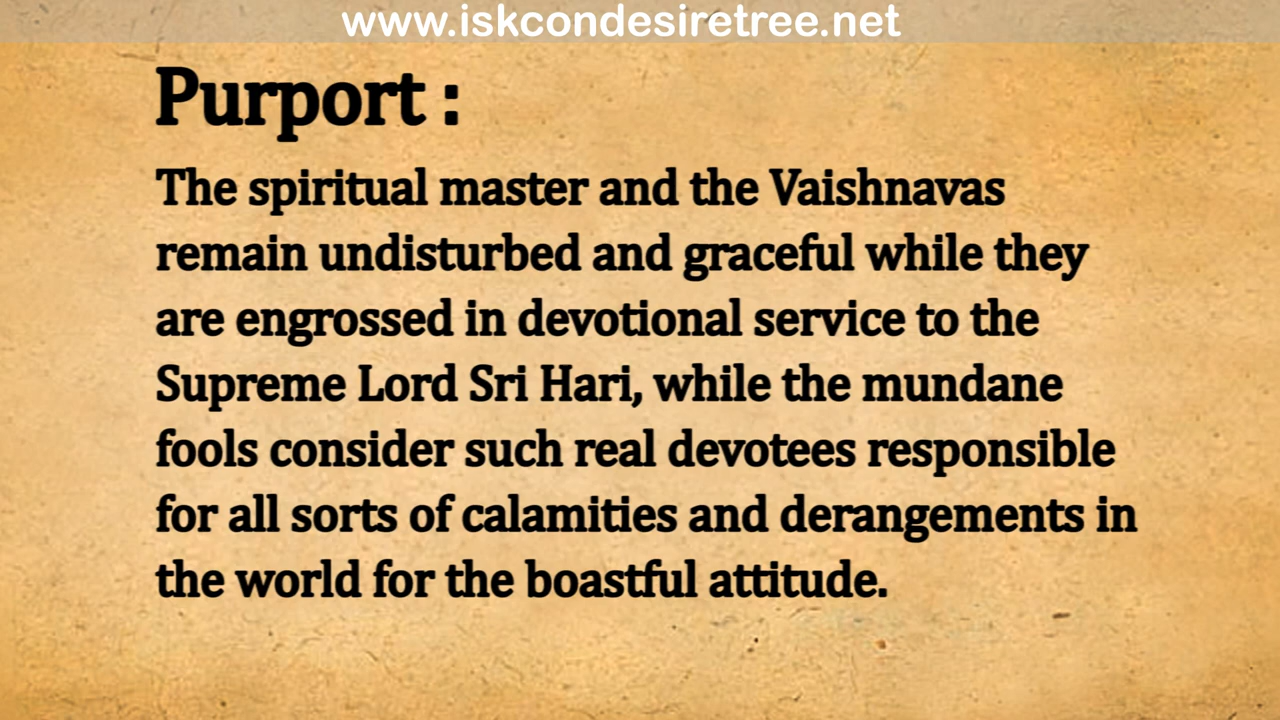 www.iskcondesiretree.net
Purport :
The spiritual master and the Vaishnavas
remain undisturbed and graceful while they
are engrossed in devotional service to the
Supreme Lord Sri Hari, while the mundane
fools consider such real devotees responsible
for all sorts of calamities and derangements in
the world for the boastful attitude.